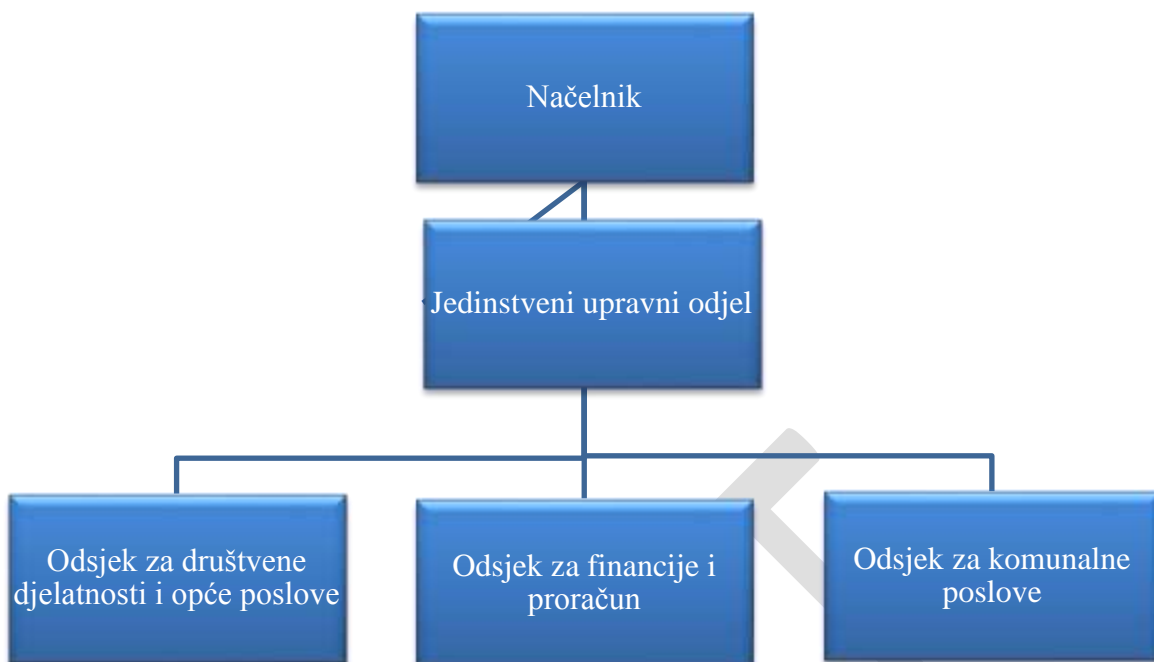 Načelnik
Jedinstveni upravni odjel
Odsjek za društvene
djelatnosti i opće poslove
Odsjek za financije i
proračun
Odsjek za komunalne
poslove